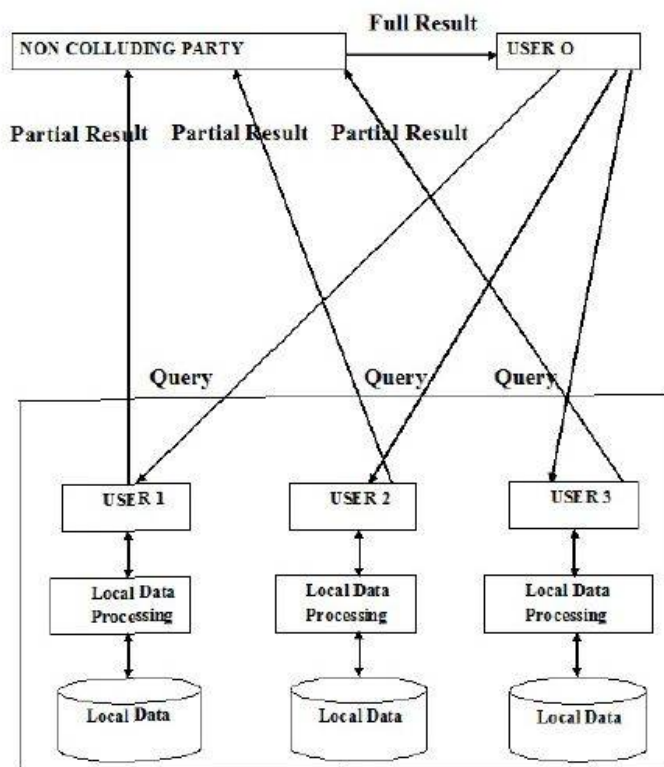 Full Result
NON COLLUDING PARTY
USER O
Partial Result
Partial Result
Partial Result
Query
Query
Query
USER 1
USER 2
USER 3
Local Data
Processing
Local Data
Processing
Local Data
Processing
Local Data
Local Data
Local Data